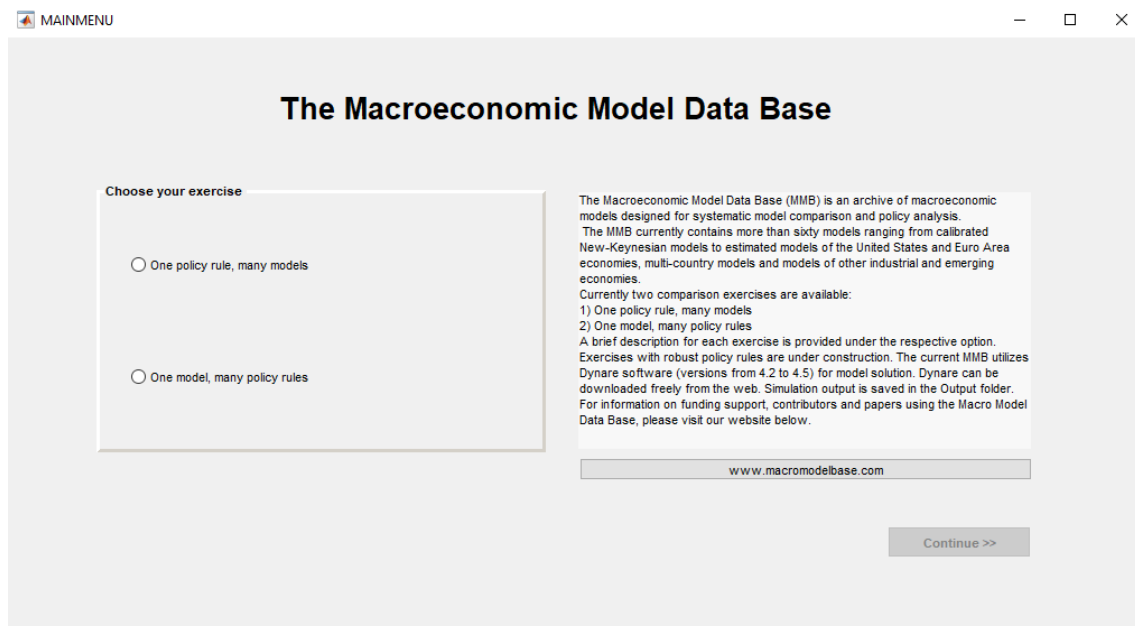 MAINMENU
The Macroeconomic Model Data Base
Choose your exercise
One policy rule, many models
One model, many policy rules
The Macroeconomic Model Data Base (MMB) is an archive of macroeconomic
models designed for systematic model comparison and policy analysis.
The MMB currently contains more than sixty models ranging from calibrated
New-Keynesian models to estimated models of the United States and Euro Area
economies, multi-country models and models of other industrial and emerging
economies.
Currently two comparison exercises are available:
1) One policy rule, many models
2) One model, many policy rules
A brief description for each exercise is provided under the respective option.
Exercises with robust policy rules are under construction. The current MMB utilizes
Dynare software (versions from 4.2 to 4.5) for model solution. Dynare can be
downloaded freely from the web. Simulation output is saved in the Output folder.
For information on funding support, contributors and papers using the Macro Model
Data Base, please visit our website below.
www.macromodelbase.com
Continue >>